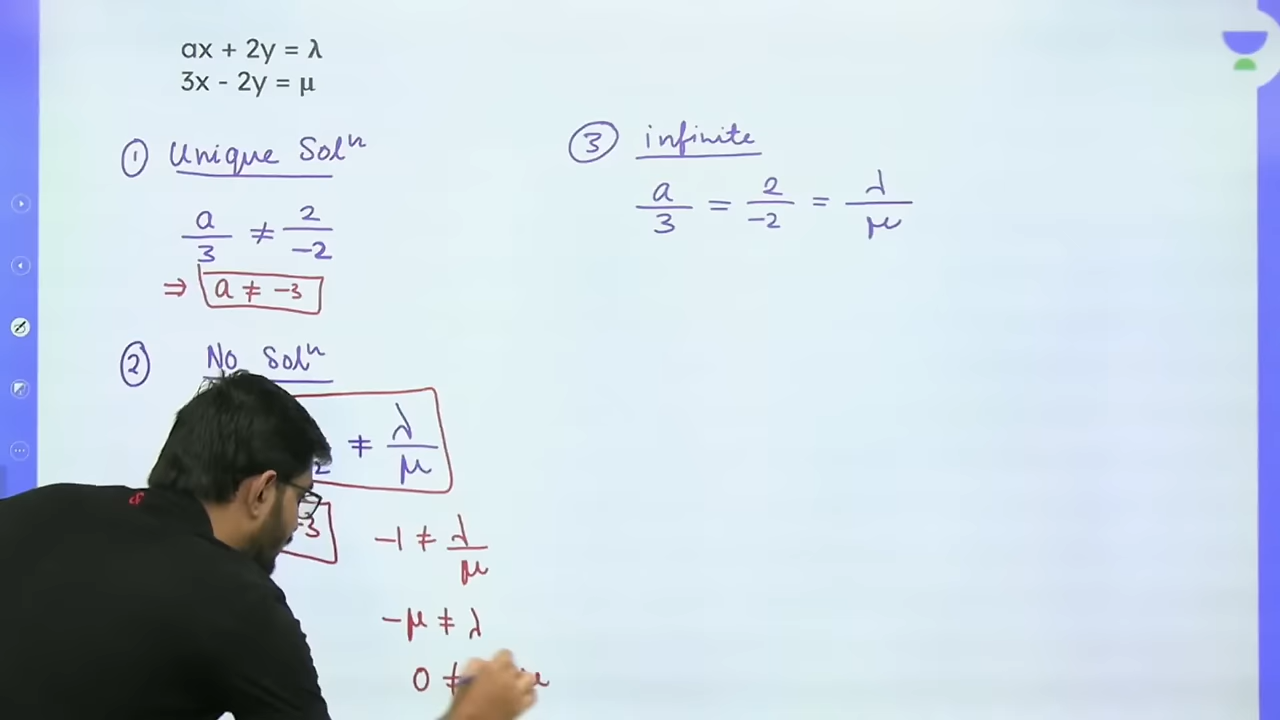 ax + 2y = λ
3x - 2y = μ
① Unique Solⁿ
a/3 ≠ 2/-2
⇒ a ≠ -3
② No Solⁿ
≠ λ/μ
-3
-1 ≠ λ/μ
-μ ≠ λ
0 ≠
③ infinite
a/3 = 2/-2 = λ/μ